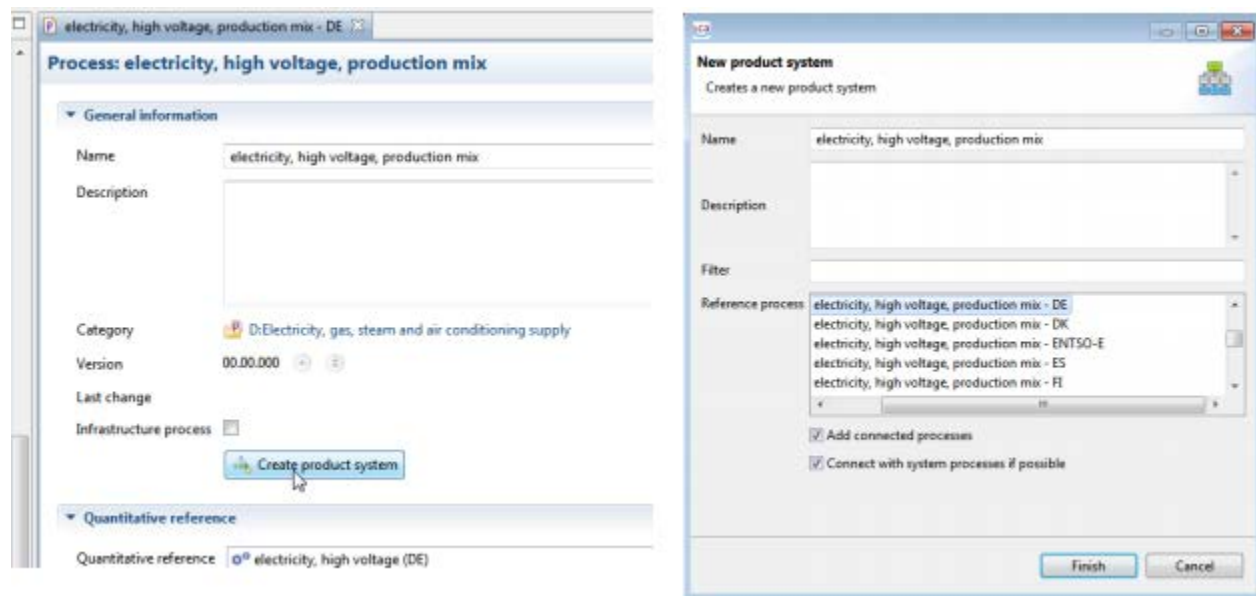 electricity, high voltage, production mix - DE
Process: electricity, high voltage, production mix
General information
Name
electricity, high voltage, production mix
Description
Category
D:Electricity, gas, steam and air conditioning supply
Version
00.00.000
Last change
Infrastructure process
Create product system
Quantitative reference
Quantitative reference
electricity, high voltage (DE)
New product system
Creates a new product system
Name
electricity, high voltage, production mix
Description
Filter
Reference process
electricity, high voltage, production mix - DE
electricity, high voltage, production mix - DK
electricity, high voltage, production mix - ENTSO-E
electricity, high voltage, production mix - ES
electricity, high voltage, production mix - FI
Add connected processes
Connect with system processes if possible
Finish
Cancel